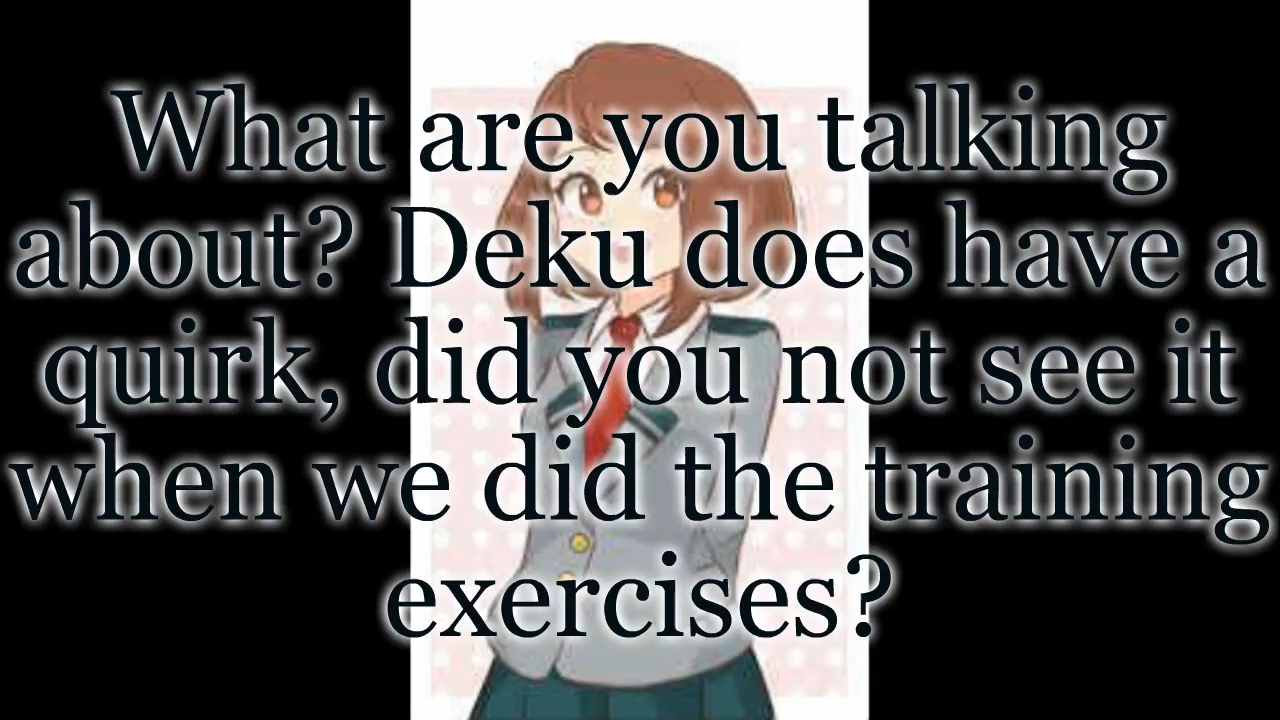 What are you talking
about? Deku does have a
quirk, did you not see it
when we did the training
exercises?